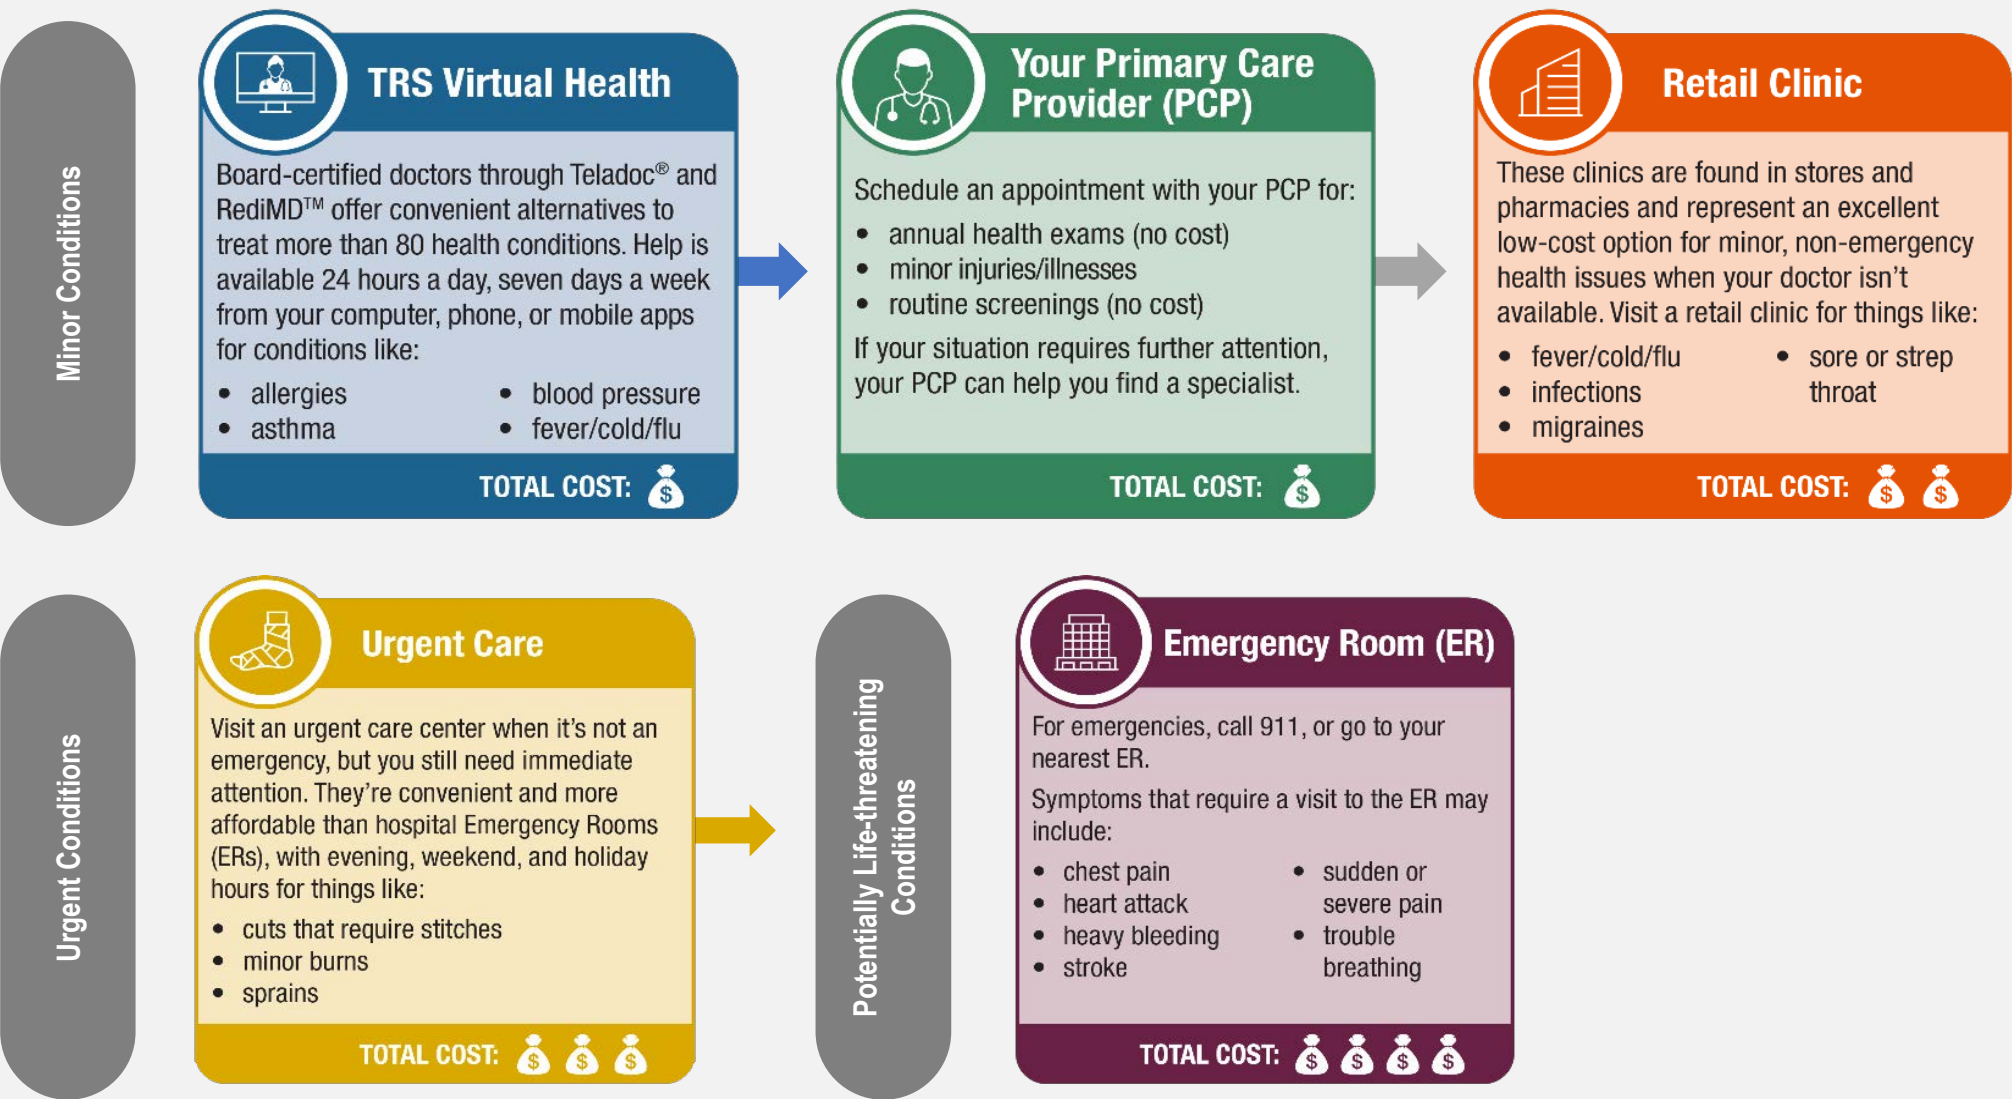 Minor Conditions
TRS Virtual Health
Board-certified doctors through Teladoc® and
RediMD™ offer convenient alternatives to
treat more than 80 health conditions. Help is
available 24 hours a day, seven days a week
from your computer, phone, or mobile apps
for conditions like:
• allergies
• asthma
• blood pressure
• fever/cold/flu
TOTAL COST: $
Your Primary Care
Provider (PCP)
Schedule an appointment with your PCP for:
• annual health exams (no cost)
• minor injuries/illnesses
• routine screenings (no cost)
If your situation requires further attention,
your PCP can help you find a specialist.
TOTAL COST: $
Retail Clinic
These clinics are found in stores and
pharmacies and represent an excellent
low-cost option for minor, non-emergency
health issues when your doctor isn't
available. Visit a retail clinic for things like:
• fever/cold/flu
• infections
• migraines
• sore or strep
throat
TOTAL COST: $ $
Urgent Conditions
Urgent Care
Visit an urgent care center when it's not an
emergency, but you still need immediate
attention. They're convenient and more
affordable than hospital Emergency Rooms
(ERs), with evening, weekend, and holiday
hours for things like:
• cuts that require stitches
• minor burns
• sprains
TOTAL COST: $ $ $
Potentially Life-threatening
Conditions
Emergency Room (ER)
For emergencies, call 911, or go to your
nearest ER.
Symptoms that require a visit to the ER may
include:
• chest pain
• heart attack
• heavy bleeding
• stroke
• sudden or
severe pain
• trouble
breathing
TOTAL COST: $ $ $ $